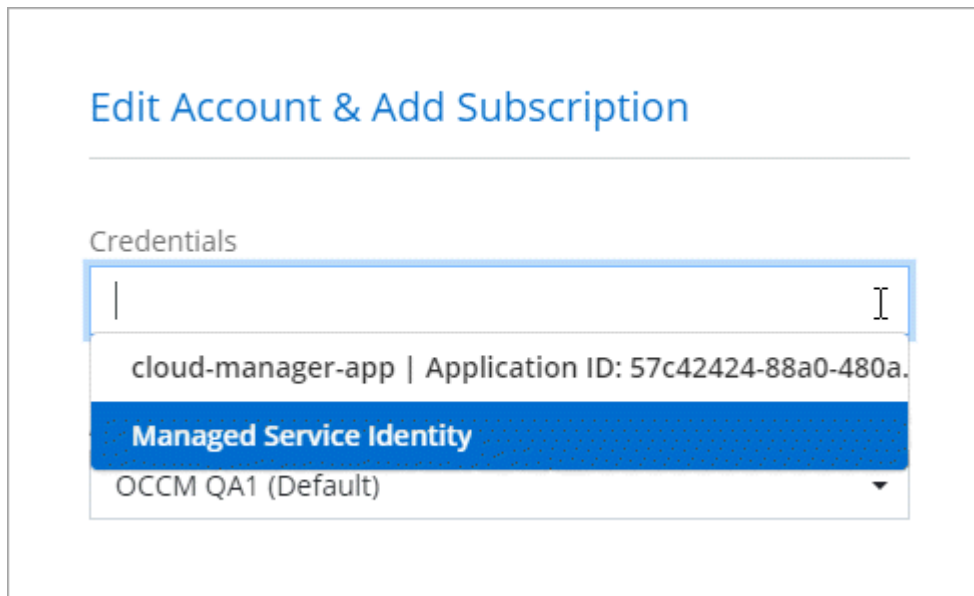 Edit Account & Add Subscription
Credentials
cloud-manager-app | Application ID: 57c42424-88a0-480a.
Managed Service Identity
OCCM QA1 (Default)